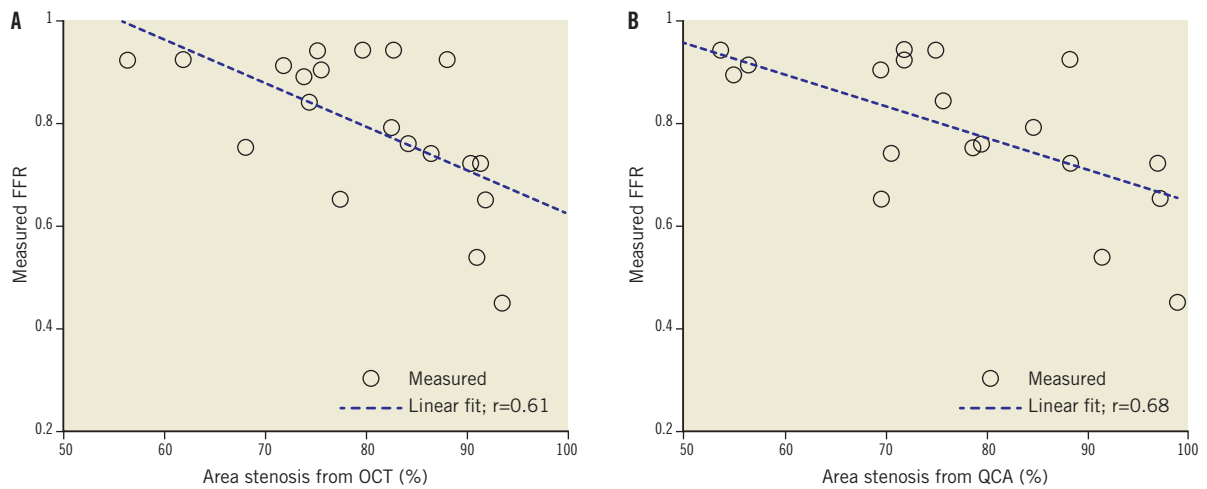 A
1
0.8
0.6
0.4
0.2
Measured FFR
50 60 70 80 90 100
Area stenosis from OCT (%)
Measured
Linear fit; r=0.61
B
1
0.8
0.6
0.4
0.2
Measured FFR
50 60 70 80 90 100
Area stenosis from QCA (%)
Measured
Linear fit; r=0.68